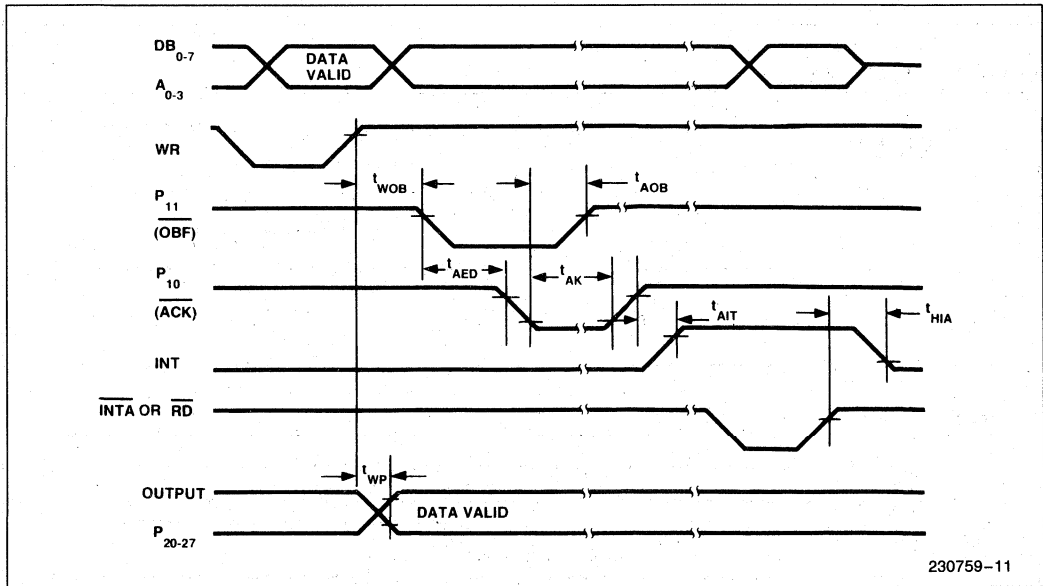 DB0-7
DATA VALID
A0-3
WR
tWOB
tAOB
P11
(OBF)
tAED
tAK
P10
(ACK)
tAIT
tHIA
INT
INTA OR RD
tWP
OUTPUT
DATA VALID
P20-27
230759-11